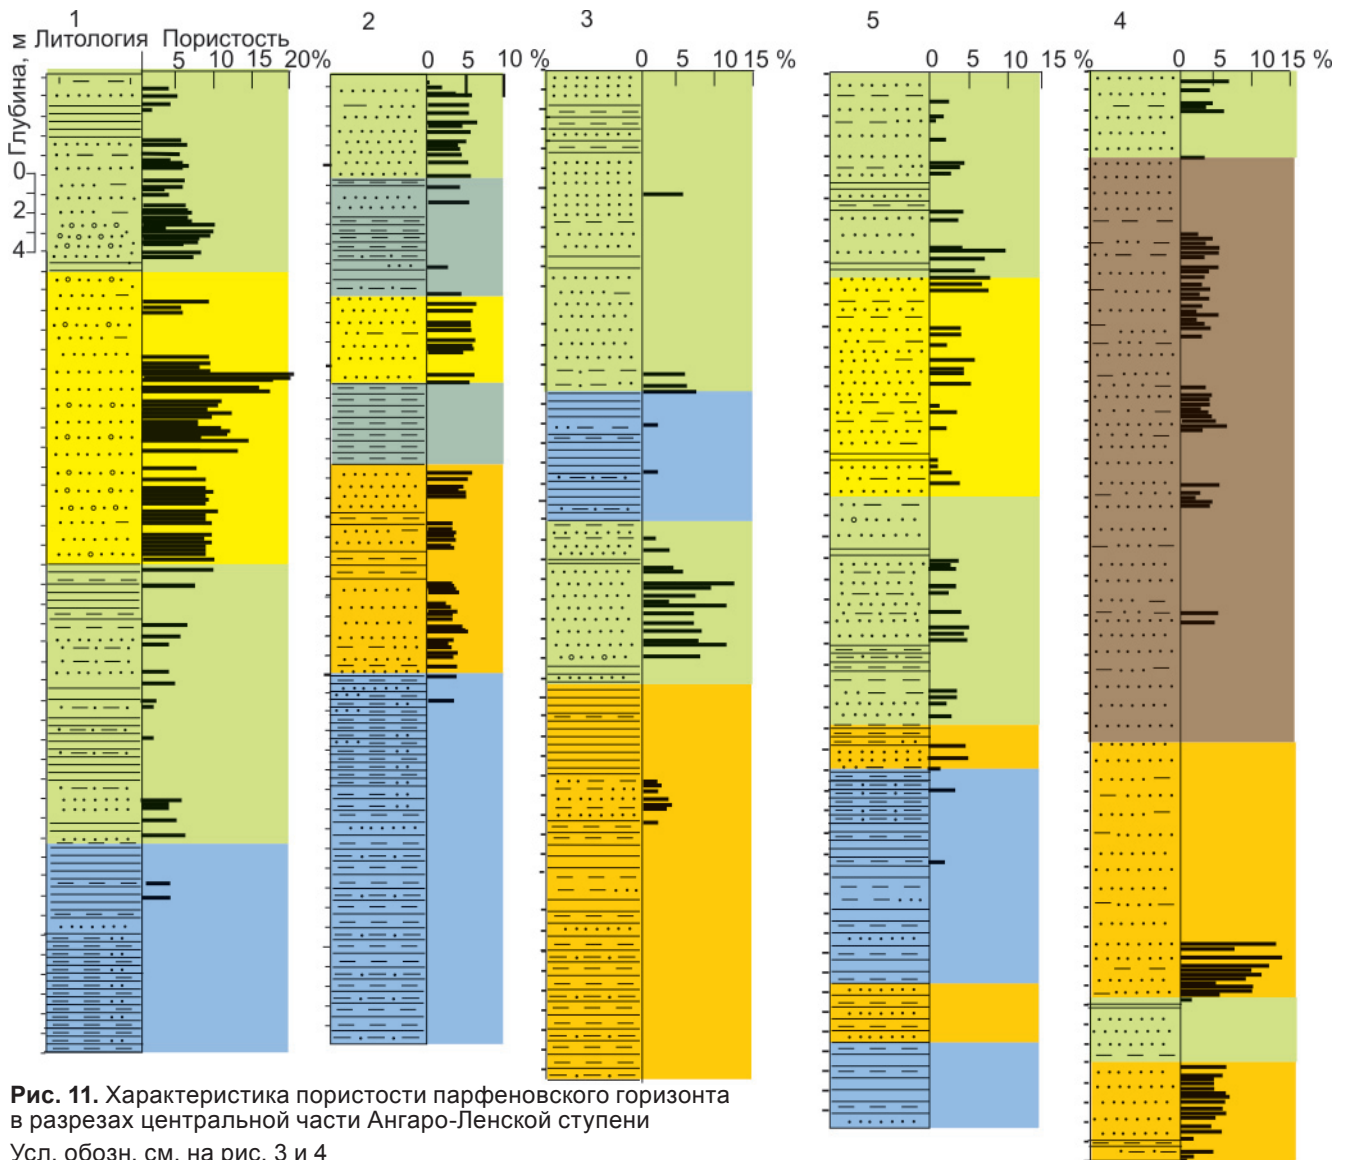 1 2 3 5 4
Литология Пористость
5 10 15 20% 0 5 10 % 0 5 10 15 % 0 5 10 15 % 0 5 10 15 %
Глубина, м
0
2
4
Рис. 11. Характеристика пористости парфеновского горизонта
в разрезах центральной части Ангаро-Ленской ступени
Усл. обозн. см. на рис. 3 и 4